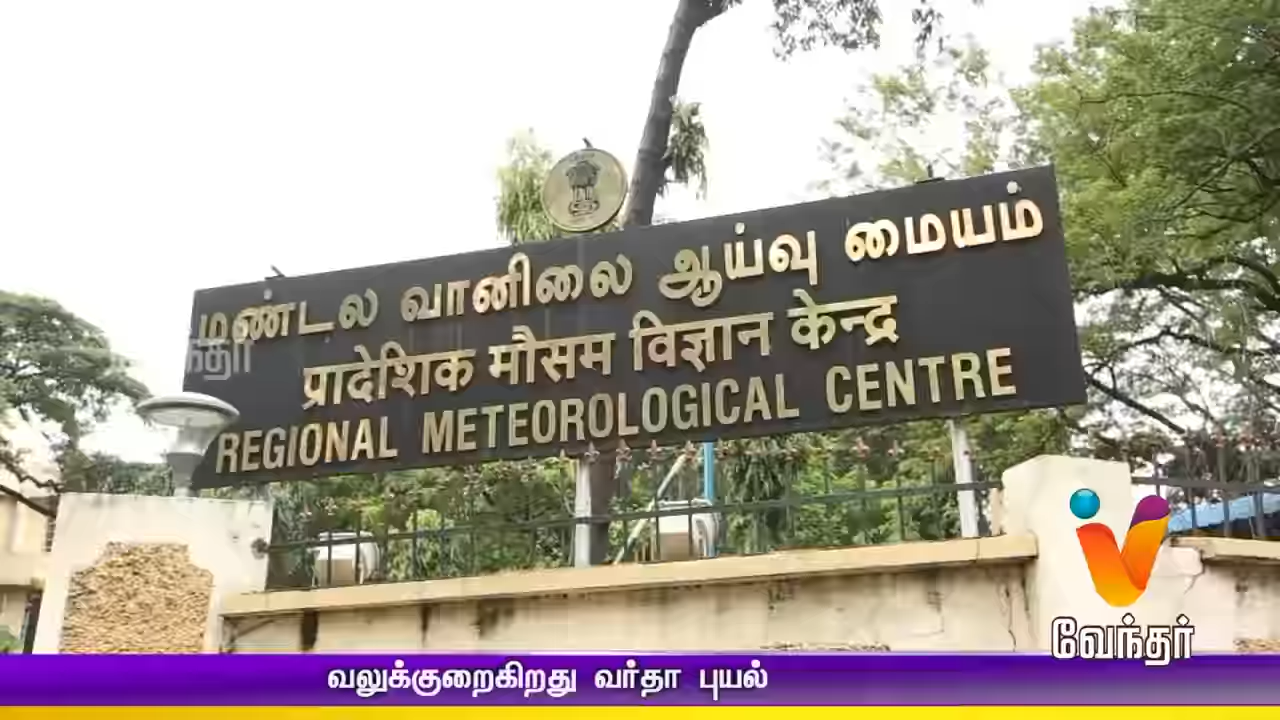 மண்டல வானிலை ஆய்வு மையம்
प्रादेशिक मौसम विज्ञान केन्द्र
REGIONAL METEOROLOGICAL CENTRE
வேந்தர்
வலுக்குறைகிறது வர்தா புயல்